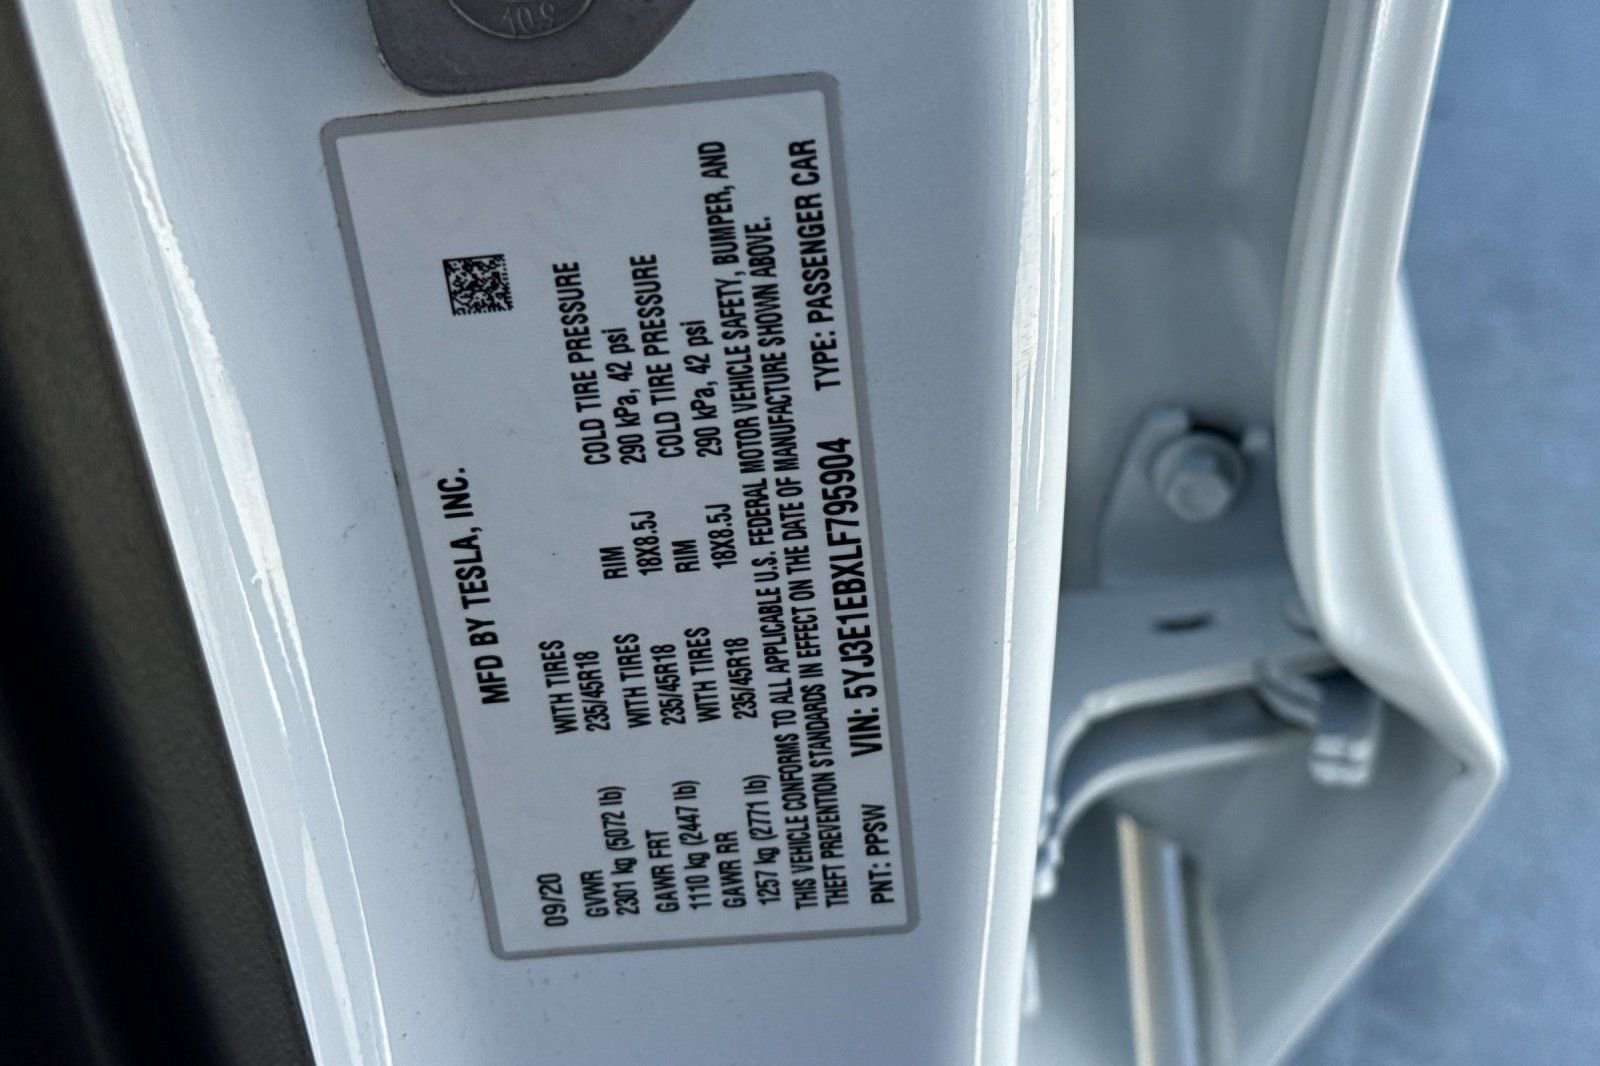 MFD BY TESLA, INC.
09/20
GVWR WITH TIRES RIM COLD TIRE PRESSURE
2301 kg (5072 lb) 235/45R18 18X8.5J 290 kPa, 42 psi
GAWR FRT WITH TIRES RIM COLD TIRE PRESSURE
1110 kg (2447 lb) 235/45R18 18X8.5J 290 kPa, 42 psi
GAWR RR WITH TIRES
1257 kg (2771 lb) 235/45R18
THIS VEHICLE CONFORMS TO ALL APPLICABLE U.S. FEDERAL MOTOR VEHICLE SAFETY, BUMPER, AND
THEFT PREVENTION STANDARDS IN EFFECT ON THE DATE OF MANUFACTURE SHOWN ABOVE.
PNT: PPSW VIN: 5YJ3E1EBXLF795904 TYPE: PASSENGER CAR